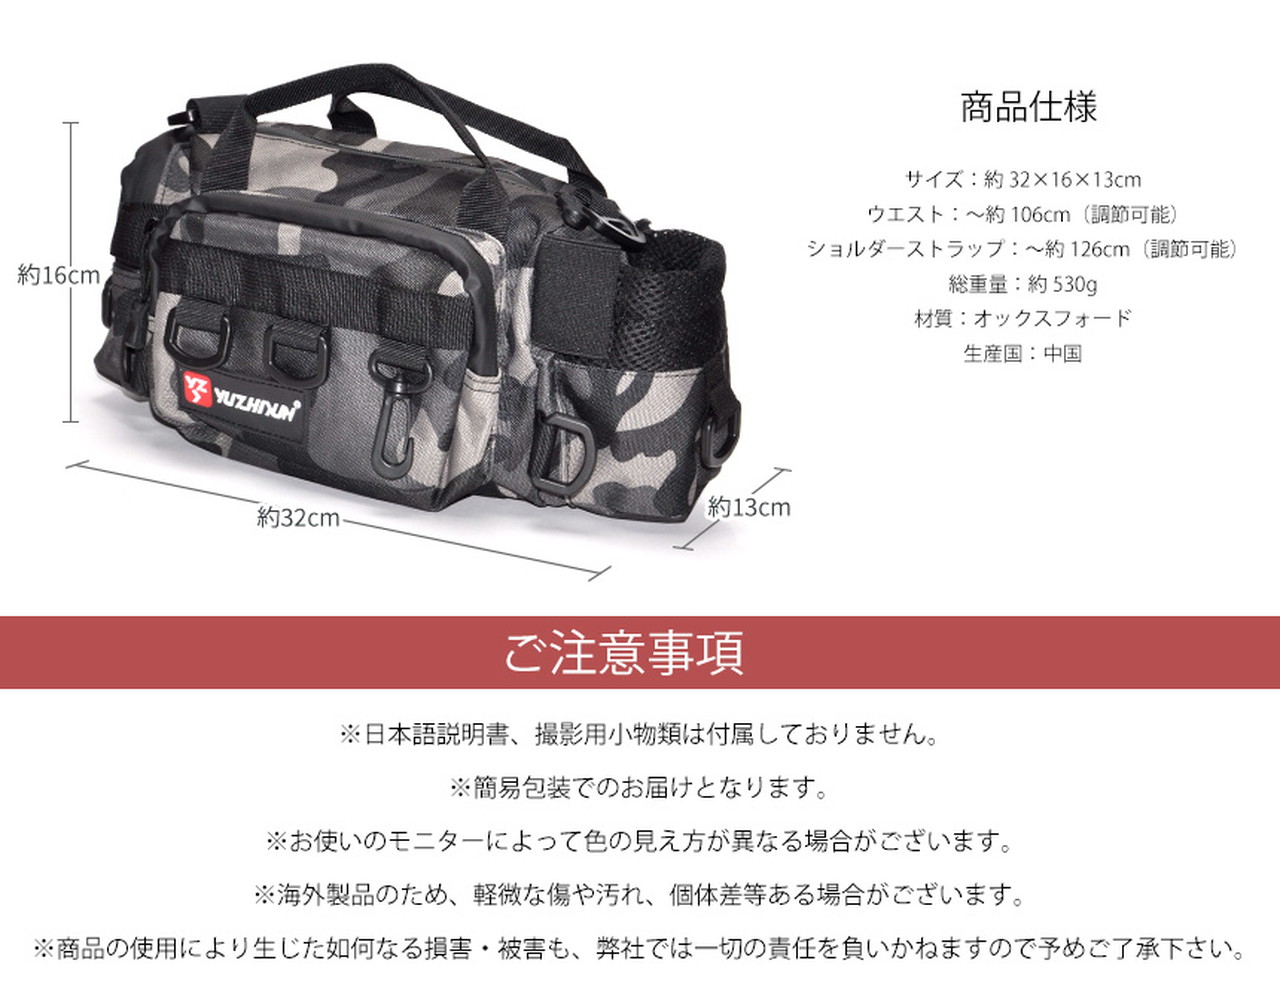 商品仕様
サイズ：約 32×16×13cm
ウエスト：～約 106cm（調節可能）
ショルダーストラップ：～約 126cm（調節可能）
総重量：約 530g
材質：オックスフォード
生産国：中国
約16cm
YZ
YUZHIDUN®
約32cm
約13cm
ご注意事項
※日本語説明書、撮影用小物類は付属しておりません。
※簡易包装でのお届けとなります。
※お使いのモニターによって色の見え方が異なる場合がございます。
※海外製品のため、軽微な傷や汚れ、個体差等ある場合がございます。
※商品の使用により生じた如何なる損害・被害も、弊社では一切の責任を負いかねますので予めご了承下さい。